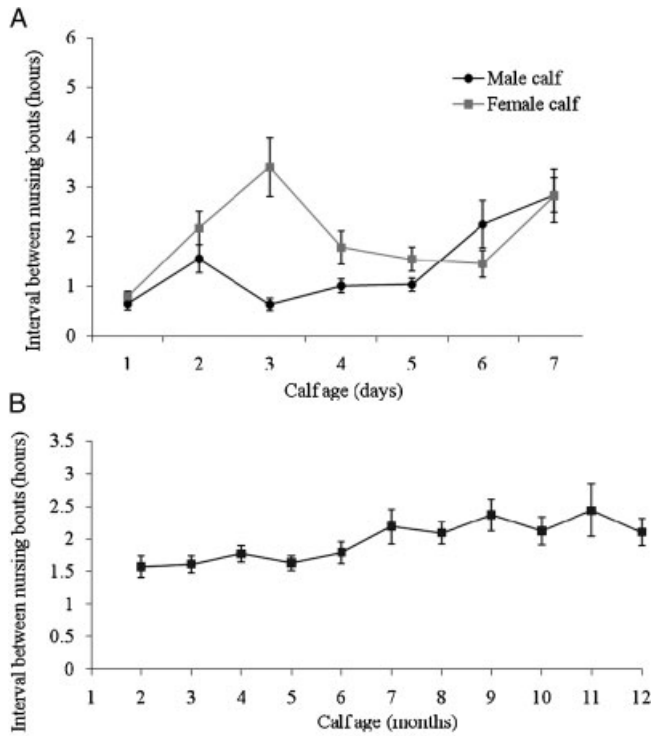 A
Interval between nursing bouts (hours)
6
5
4
3
2
1
0
Male calf
Female calf
1 2 3 4 5 6 7
Calf age (days)
B
Interval between nursing bouts (hours)
3.5
3
2.5
2
1.5
1
0.5
0
1 2 3 4 5 6 7 8 9 10 11 12
Calf age (months)